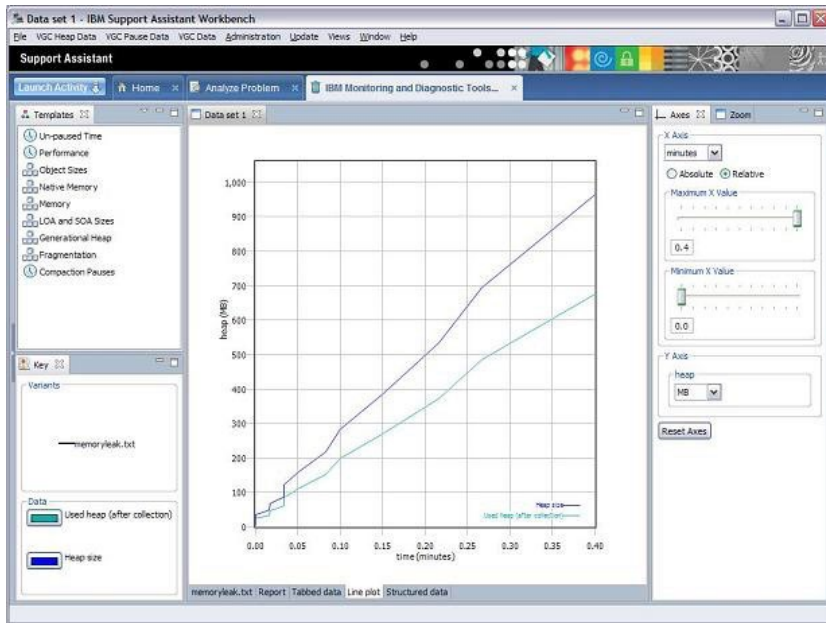 Data set 1 - IBM Support Assistant Workbench
File VGC Heap Data VGC Pause Data VGC Data Administration Update Views Window Help
Support Assistant
Launch Activity Home Analyze Problem IBM Monitoring and Diagnostic Tools...
Templates
Un-paused Time
Performance
Object Sizes
Native Memory
Memory
LOA and SOA Sizes
Generational Heap
Fragmentation
Compaction Pauses
Key
Variants
memoryleak.txt
Data
Used heap (after collection)
Heap size
Data set 1
heap (MB)
1,000
900
800
700
600
500
400
300
200
100
0
Heap size
Used heap (after collection)
0.00 0.05 0.10 0.15 0.20 0.25 0.30 0.35 0.40
time (minutes)
memoryleak.txt Report Tabbed data Line plot Structured data
Axes Zoom
X Axis
minutes
Absolute Relative
Maximum X Value
0.4
Minimum X Value
0.0
Y Axis
heap
MB
Reset Axes